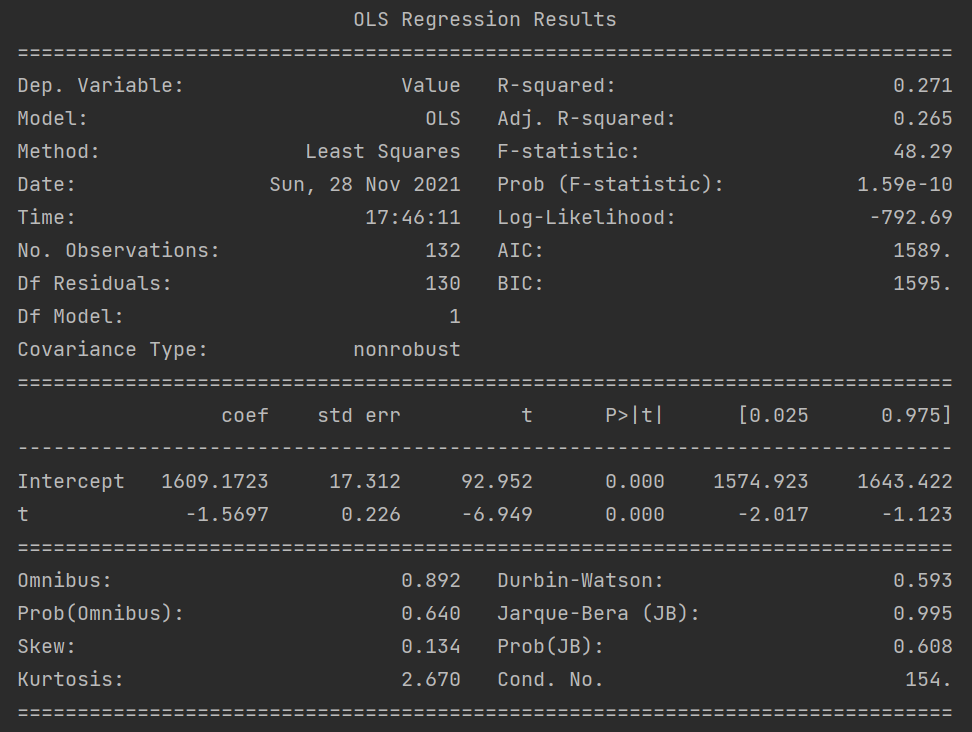 OLS Regression Results
==============================================================================
Dep. Variable:                  Value   R-squared:                       0.271
Model:                            OLS   Adj. R-squared:                  0.265
Method:                 Least Squares   F-statistic:                     48.29
Date:                Sun, 28 Nov 2021   Prob (F-statistic):           1.59e-10
Time:                        17:46:11   Log-Likelihood:                -792.69
No. Observations:                 132   AIC:                             1589.
Df Residuals:                     130   BIC:                             1595.
Df Model:                           1
Covariance Type:            nonrobust
==============================================================================
                 coef    std err          t      P>|t|      [0.025      0.975]
------------------------------------------------------------------------------
Intercept   1609.1723     17.312     92.952      0.000    1574.923    1643.422
t             -1.5697      0.226     -6.949      0.000      -2.017      -1.123
==============================================================================
Omnibus:                        0.892   Durbin-Watson:                   0.593
Prob(Omnibus):                  0.640   Jarque-Bera (JB):                0.995
Skew:                           0.134   Prob(JB):                        0.608
Kurtosis:                       2.670   Cond. No.                         154.
==============================================================================